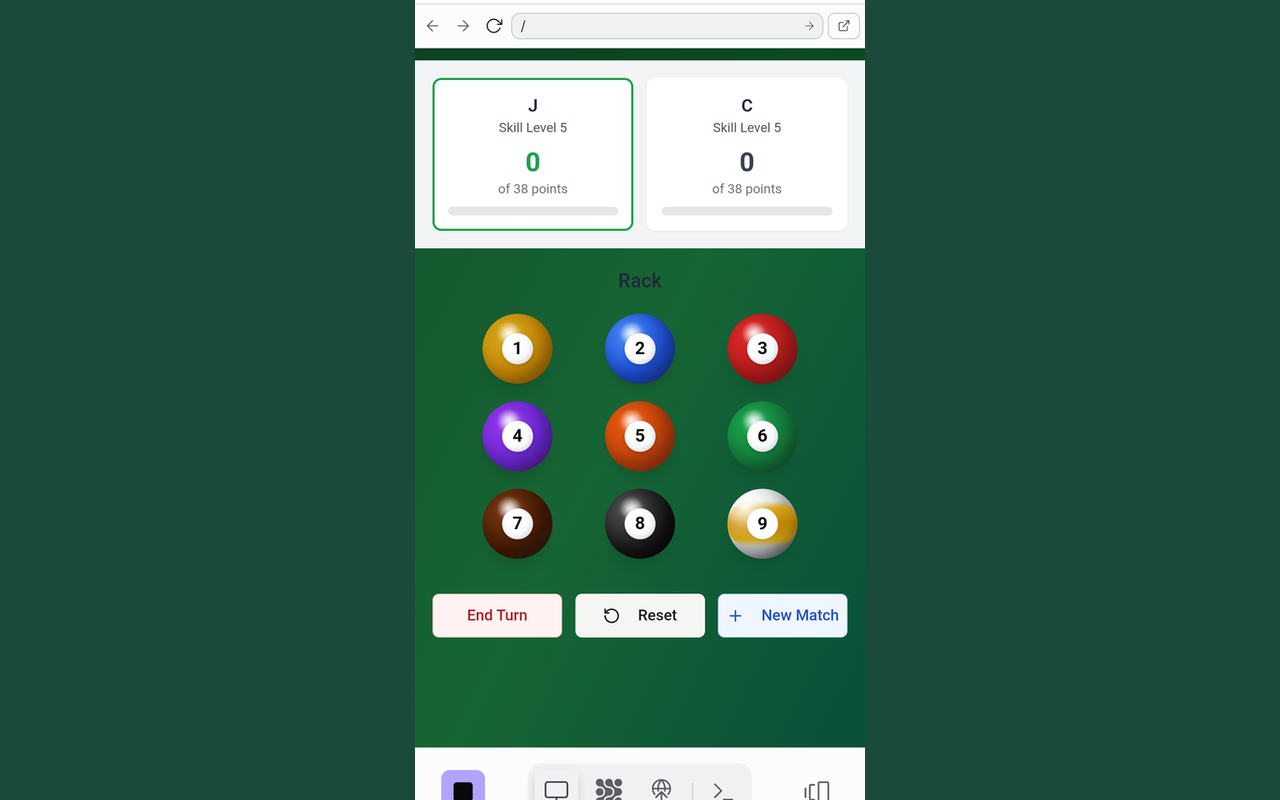 /
J
Skill Level 5
0
of 38 points
C
Skill Level 5
0
of 38 points
Rack
1 2 3
4 5 6
7 8 9
End Turn Reset New Match